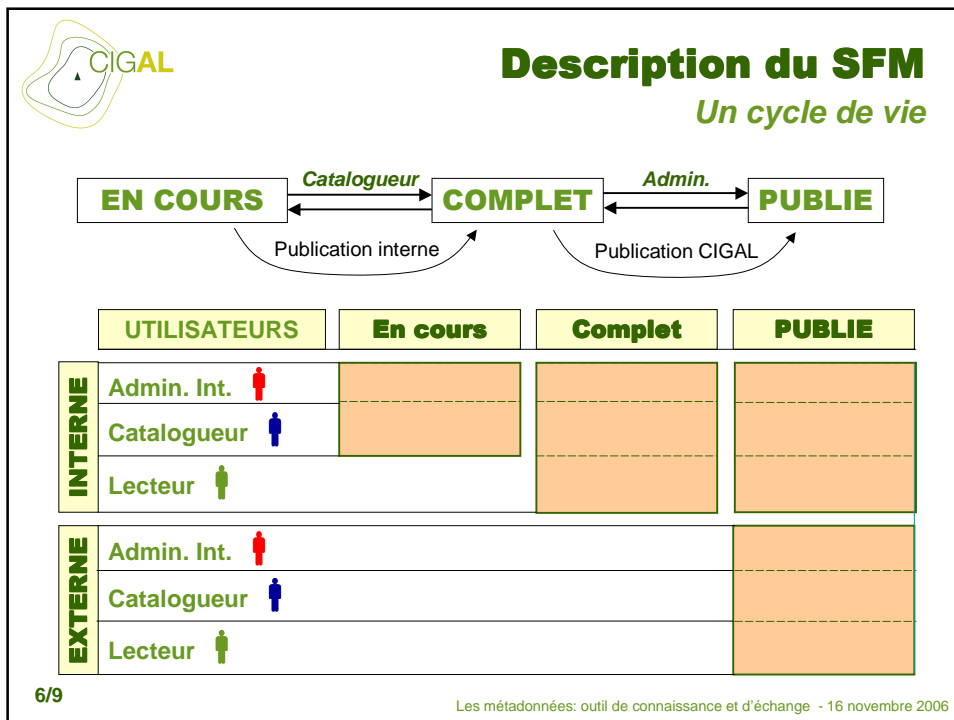 CIGAL
Description du SFM
Un cycle de vie
EN COURS
Catalogueur
COMPLET
Admin.
PUBLIE
Publication interne
Publication CIGAL
UTILISATEURS
En cours
Complet
PUBLIE
INTERNE
Admin. Int.
Catalogueur
Lecteur
EXTERNE
Admin. Int.
Catalogueur
Lecteur
6/9
Les métadonnées: outil de connaissance et d'échange - 16 novembre 2006